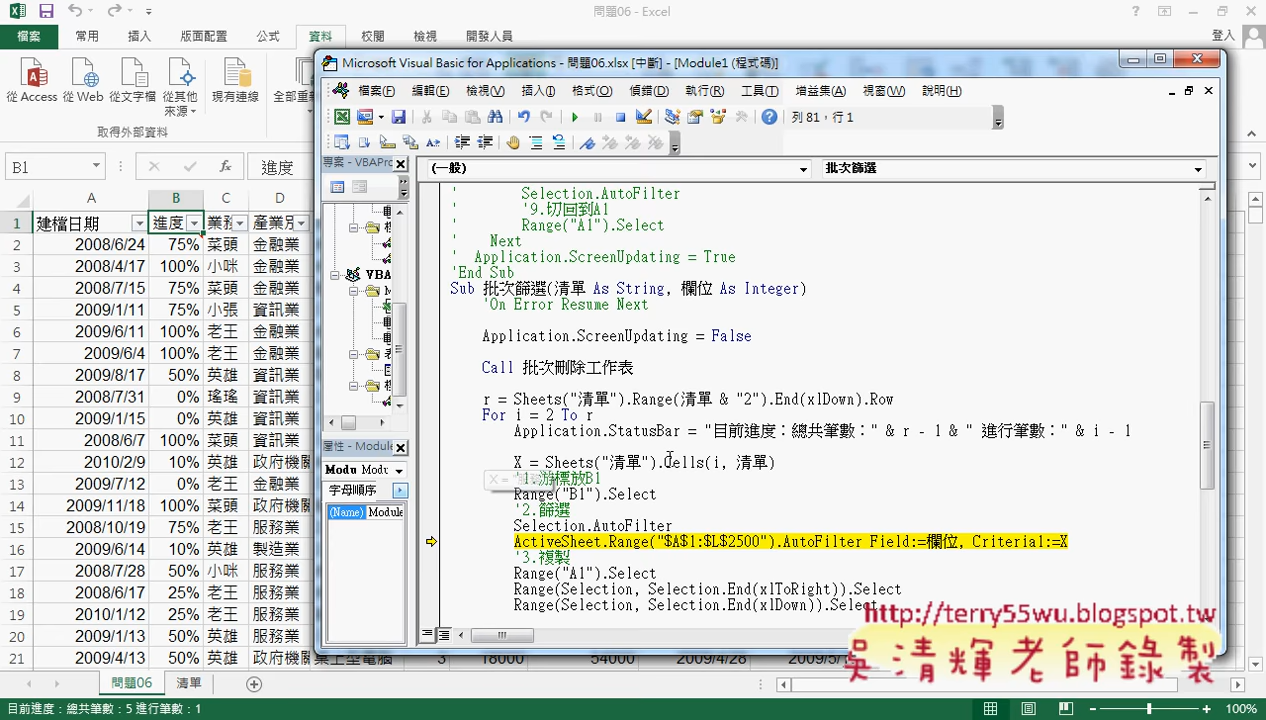 問題06 - Excel
檔案 常用 插入 版面配置 公式 資料 校閱 檢視 開發人員 登入
從 Access 從 Web 從文字檔 從其他來源 現有連線 全部重
取得外部資料
B1 進度
A B C D
1 建檔日期 進度 業務 產業別
2 2008/6/24 75% 菜頭 金融業
3 2008/4/17 100% 小咪 金融業
4 2008/7/15 75% 菜頭 金融業
5 2009/1/11 75% 小張 資訊業
6 2009/6/11 100% 老王 金融業
7 2009/6/4 100% 老王 金融業
8 2009/8/17 50% 英雄 資訊業
9 2008/7/31 0% 瑤瑤 資訊業
10 2009/1/15 0% 英雄 資訊業
11 2008/6/7 100% 英雄 資訊業
12 2010/2/9 10% 英雄 政府機關
13 2009/7/12 0% 英雄 金融業
14 2009/11/18 100% 菜頭 政府機關
15 2008/10/19 75% 菜頭 服務業
16 2009/6/14 10% 英雄 製造業
17 2009/7/28 50% 小咪 服務業
18 2008/6/17 25% 老王 老王 服務業
19 2010/1/12 25% 老王 服務業
20 2009/1/13 50% 英雄 服務業
21 2009/4/13 50% 英雄 政府機關 桌上型電腦 3 18000 54000 2009/4/28
問題06 清單
目前進度：總共筆數：5 進行筆數：1
100%
Microsoft Visual Basic for Applications - 問題06.xlsx [中斷] - [Module1 (程式碼)]
檔案(F) 編輯(E) 檢視(V) 插入(I) 格式(O) 偵錯(D) 執行(R) 工具(T) 增益集(A) 視窗(W) 說明(H)
列 81，行 1
專案 - VBAPro
(一般) 批次篩選
VBA
屬性 - Module
Modu Modu
字母順序
(Name) Module
' Selection.AutoFilter
' '9.切回到A1
' Range("A1").Select
' Next
' Application.ScreenUpdating = True
'End Sub
Sub 批次篩選(清單 As String, 欄位 As Integer)
'On Error Resume Next
Application.ScreenUpdating = False
Call 批次刪除工作表
r = Sheets("清單").Range(清單 & "2").End(xlDown).Row
For i = 2 To r
Application.StatusBar = "目前進度：總共筆數：" & r - 1 & " 進行筆數：" & i - 1
X = Sheets("清單").Cells(i, 清單)
'1.游標放B1
Range("B1").Select
'2.篩選
Selection.AutoFilter
ActiveSheet.Range("$A$1:$L$2500").AutoFilter Field:=欄位, Criteria1:=X
'3.複製
Range("A1").Select
Range(Selection, Selection.End(xlToRight)).Select
Range(Selection, Selection.End(xlDown)).Select
http://terry55wu.blogspot.tw
吳清輝老師錄製